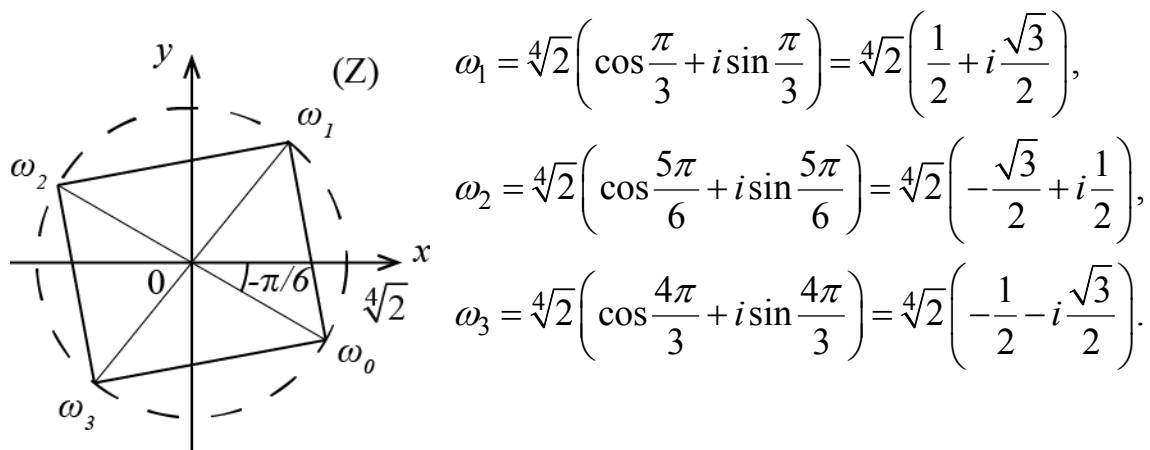 y
(Z)
ω₁
ω₂
x
0
-π/6
∜2
ω₀
ω₃
ω₁ = ∜2(cos π/3 + i sin π/3) = ∜2(1/2 + i √3/2),
ω₂ = ∜2(cos 5π/6 + i sin 5π/6) = ∜2(-√3/2 + i 1/2),
ω₃ = ∜2(cos 4π/3 + i sin 4π/3) = ∜2(-1/2 - i √3/2).